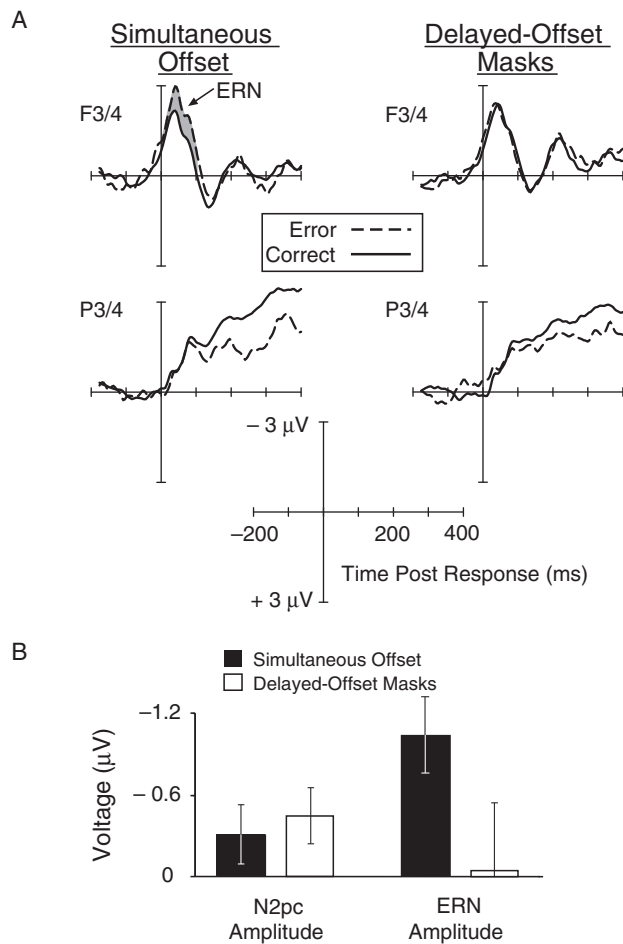 A
Simultaneous
Offset
Delayed-Offset
Masks
F3/4
ERN
F3/4
Error
Correct
P3/4
P3/4
– 3 μV
−200
200
400
Time Post Response (ms)
+ 3 μV
B
Simultaneous Offset
Delayed-Offset Masks
−1.2
Voltage (μV)
– 0.6
0
N2pc
Amplitude
ERN
Amplitude